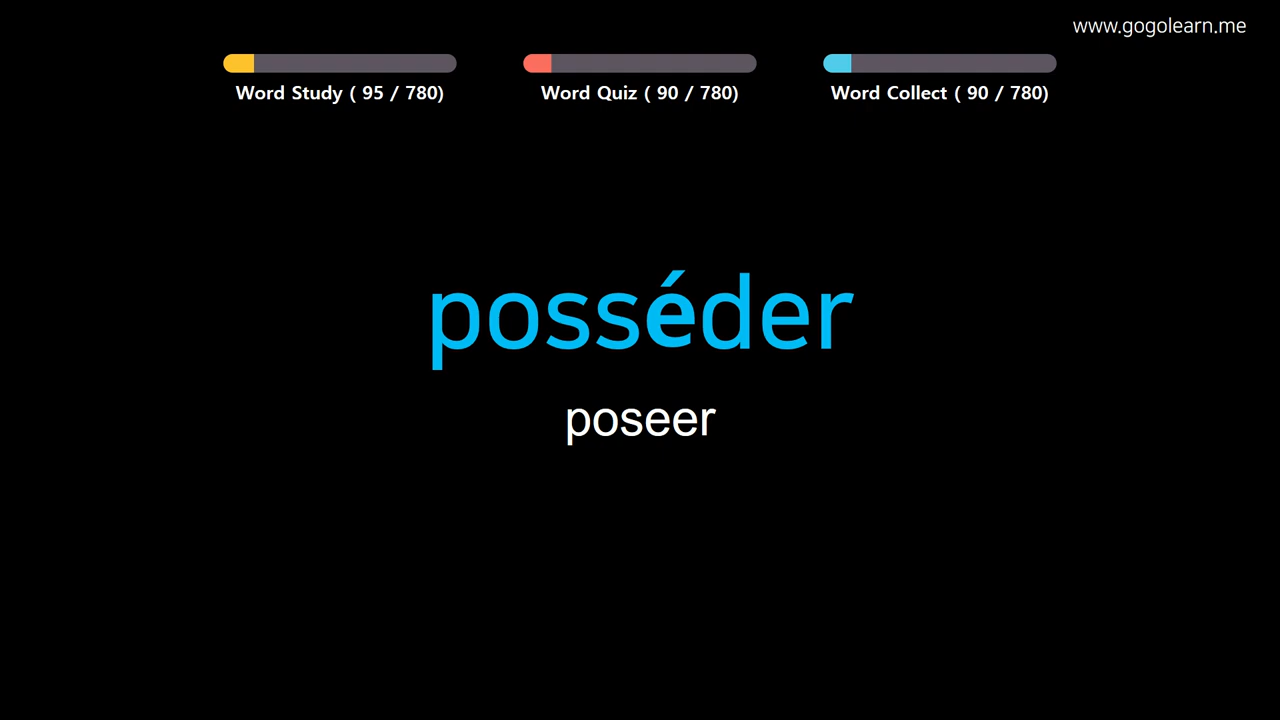 www.gogolearn.me
Word Study ( 95 / 780)
Word Quiz ( 90 / 780)
Word Collect ( 90 / 780)
posséder
poseer